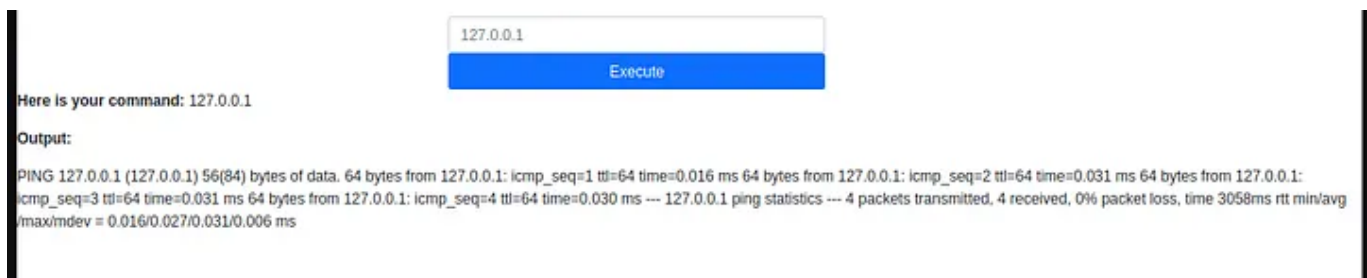 127.0.0.1
Execute
Here is your command: 127.0.0.1
Output:
PING 127.0.0.1 (127.0.0.1) 56(84) bytes of data. 64 bytes from 127.0.0.1: icmp_seq=1 ttl=64 time=0.016 ms 64 bytes from 127.0.0.1: icmp_seq=2 ttl=64 time=0.031 ms 64 bytes from 127.0.0.1:
icmp_seq=3 ttl=64 time=0.031 ms 64 bytes from 127.0.0.1: icmp_seq=4 ttl=64 time=0.030 ms --- 127.0.0.1 ping statistics --- 4 packets transmitted, 4 received, 0% packet loss, time 3058ms rtt min/avg
/max/mdev = 0.016/0.027/0.031/0.006 ms